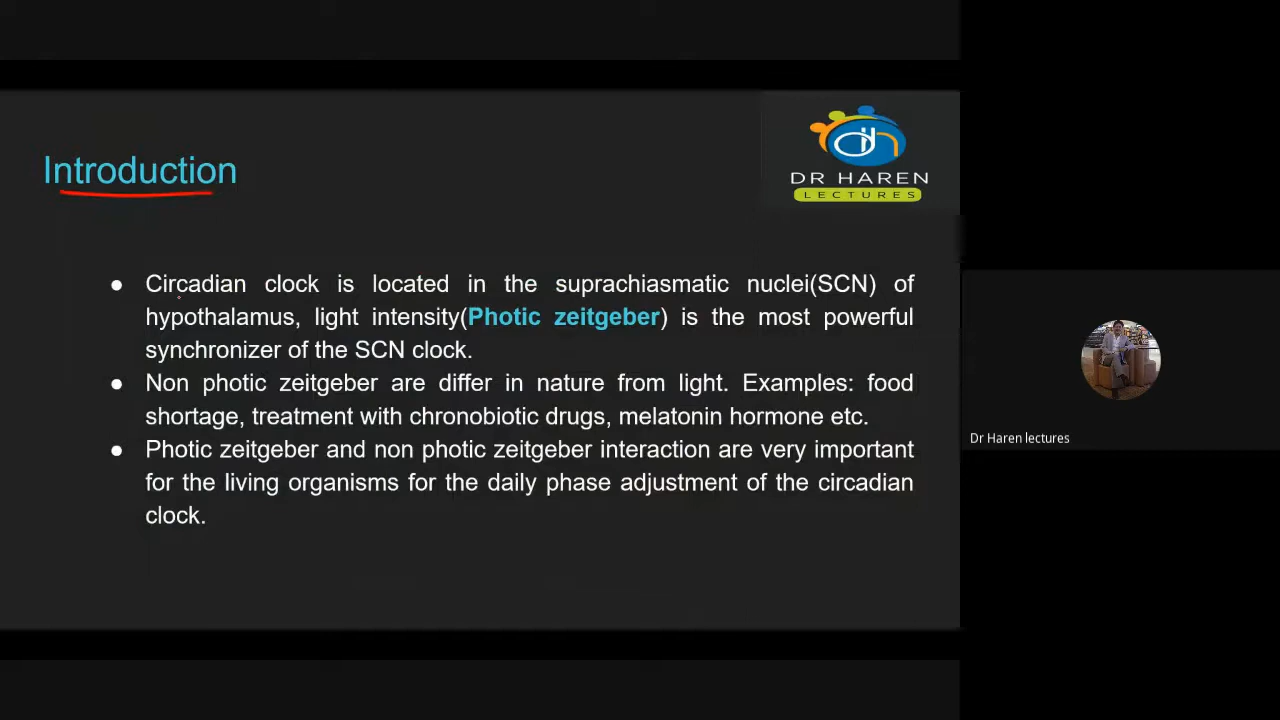 Introduction
DR HAREN
LECTURES
● Circadian clock is located in the suprachiasmatic nuclei(SCN) of
hypothalamus, light intensity(Photic zeitgeber) is the most powerful
synchronizer of the SCN clock.
● Non photic zeitgeber are differ in nature from light. Examples: food
shortage, treatment with chronobiotic drugs, melatonin hormone etc.
● Photic zeitgeber and non photic zeitgeber interaction are very important
for the living organisms for the daily phase adjustment of the circadian
clock.
Dr Haren lectures